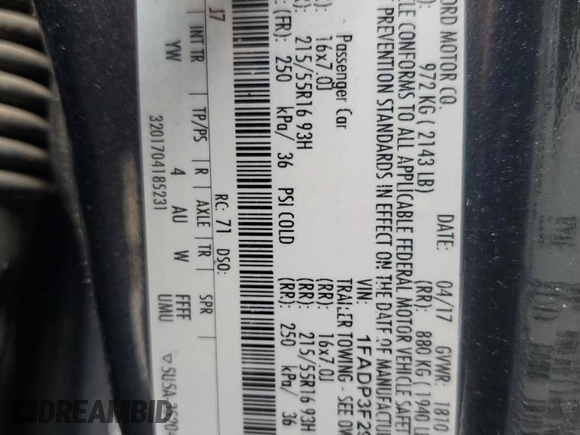 ORD MOTOR CO. DATE: 04/17 GVWR: 1810
972 KG ( 2143 LB) (RR): 880 KG ( 1940 L
LE CONFORMS TO ALL APPLICABLE FEDERAL MOTOR VEHICLE SAFET
T PREVENTION STANDARDS IN EFFECT ON THE DATE OF MANUFACTUR
VIN: 1FADP3F29
Passenger Car TRAILER TOWING - SEE OW
16x7.0J (RR): 16x7.0J
215/55R16 93H (RR): 215/55R16 93H
(FR): 250 kPa/ 36 PSI COLD (RR): 250 kPa/ 36
RC: 71 DSO:
J7
INT TR TP/PS R AXLE TR SPR
YW 4 AU W FFFF
UMU
3201704185231
DREAMBID